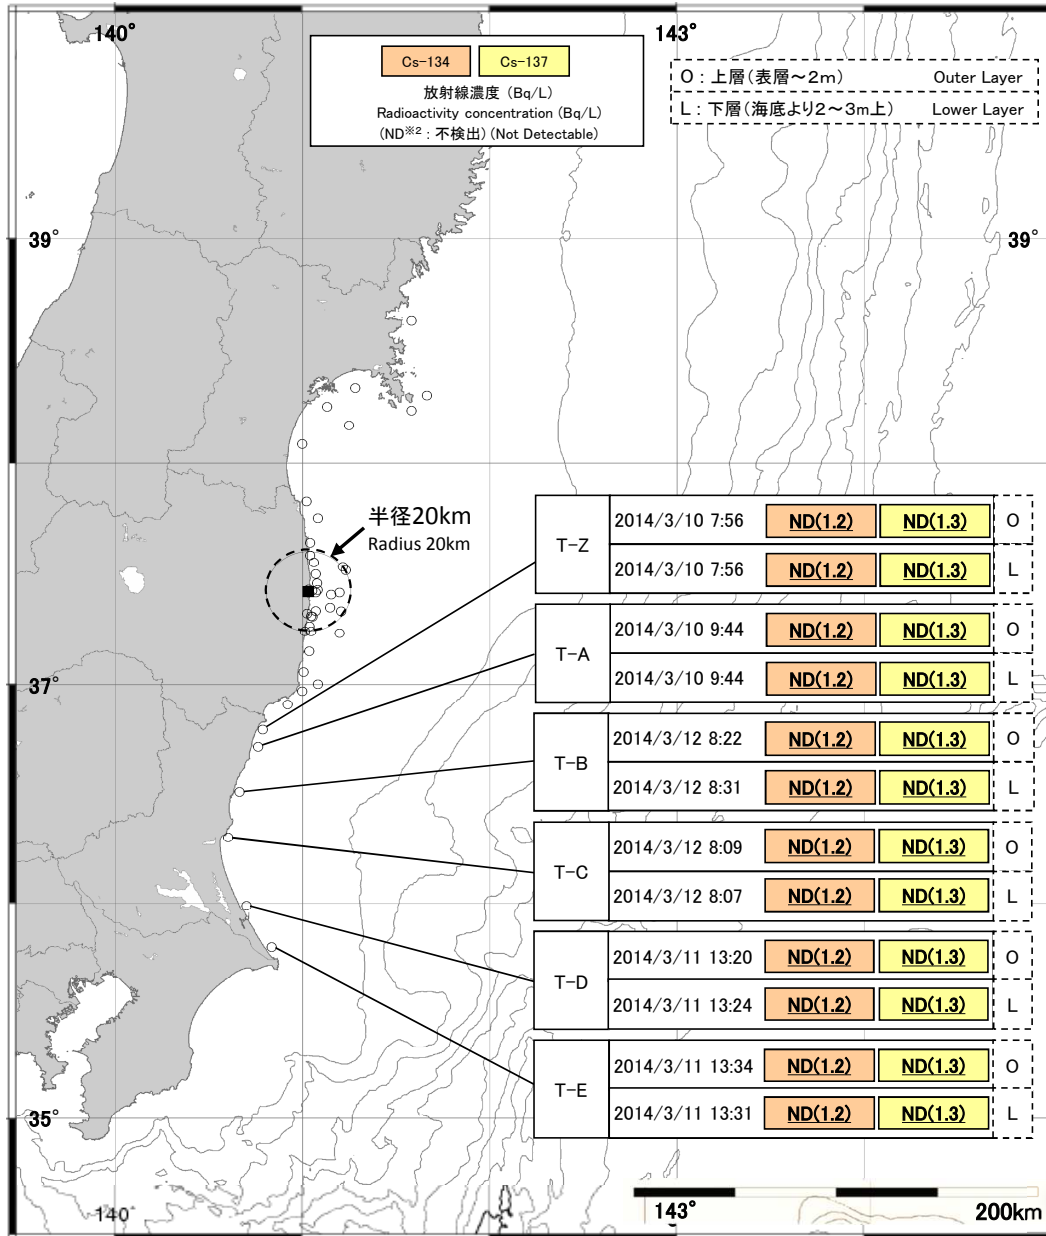 140°
143°
Cs-134 Cs-137
放射線濃度 (Bq/L)
Radioactivity concentration (Bq/L)
(ND※2 : 不検出) (Not Detectable)
O : 上層(表層～2m) Outer Layer
L : 下層(海底より2～3m上) Lower Layer
39°
39°
半径20km
Radius 20km
T-Z
2014/3/10 7:56 ND(1.2) ND(1.3) O
2014/3/10 7:56 ND(1.2) ND(1.3) L
T-A
2014/3/10 9:44 ND(1.2) ND(1.3) O
2014/3/10 9:44 ND(1.2) ND(1.3) L
37°
T-B
2014/3/12 8:22 ND(1.2) ND(1.3) O
2014/3/12 8:31 ND(1.2) ND(1.3) L
T-C
2014/3/12 8:09 ND(1.2) ND(1.3) O
2014/3/12 8:07 ND(1.2) ND(1.3) L
T-D
2014/3/11 13:20 ND(1.2) ND(1.3) O
2014/3/11 13:24 ND(1.2) ND(1.3) L
T-E
2014/3/11 13:34 ND(1.2) ND(1.3) O
2014/3/11 13:31 ND(1.2) ND(1.3) L
35°
140°
143°
200km